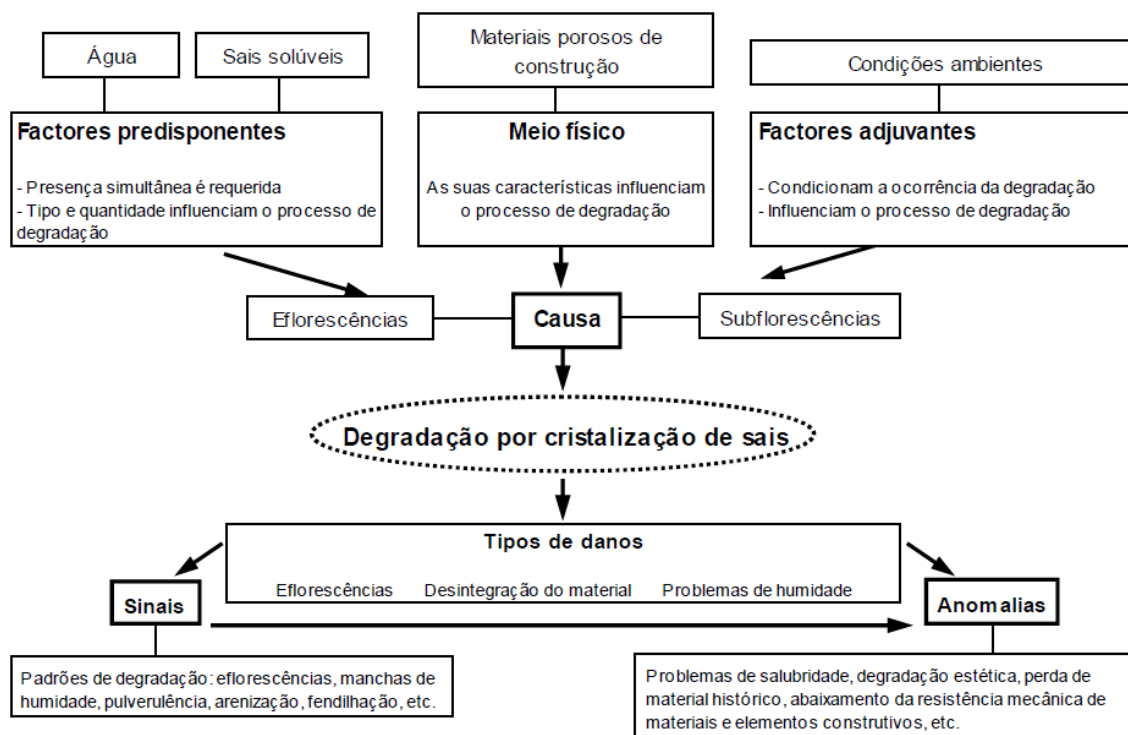 Água
Sais solúveis
Materiais porosos de
construção
Condições ambientes
Factores predisponentes
- Presença simultânea é requerida
- Tipo e quantidade influenciam o processo de
degradação
Meio físico
As suas características influenciam
o processo de degradação
Factores adjuvantes
- Condicionam a ocorrência da degradação
- Influenciam o processo de degradação
Eflorescências
Causa
Subflorescências
Degradação por cristalização de sais
Tipos de danos
Eflorescências Desintegração do material Problemas de humidade
Sinais
Anomalias
Padrões de degradação: eflorescências, manchas de
humidade, pulverulência, arenização, fendilhação, etc.
Problemas de salubridade, degradação estética, perda de
material histórico, abaixamento da resistência mecânica
de materiais e elementos construtivos, etc.